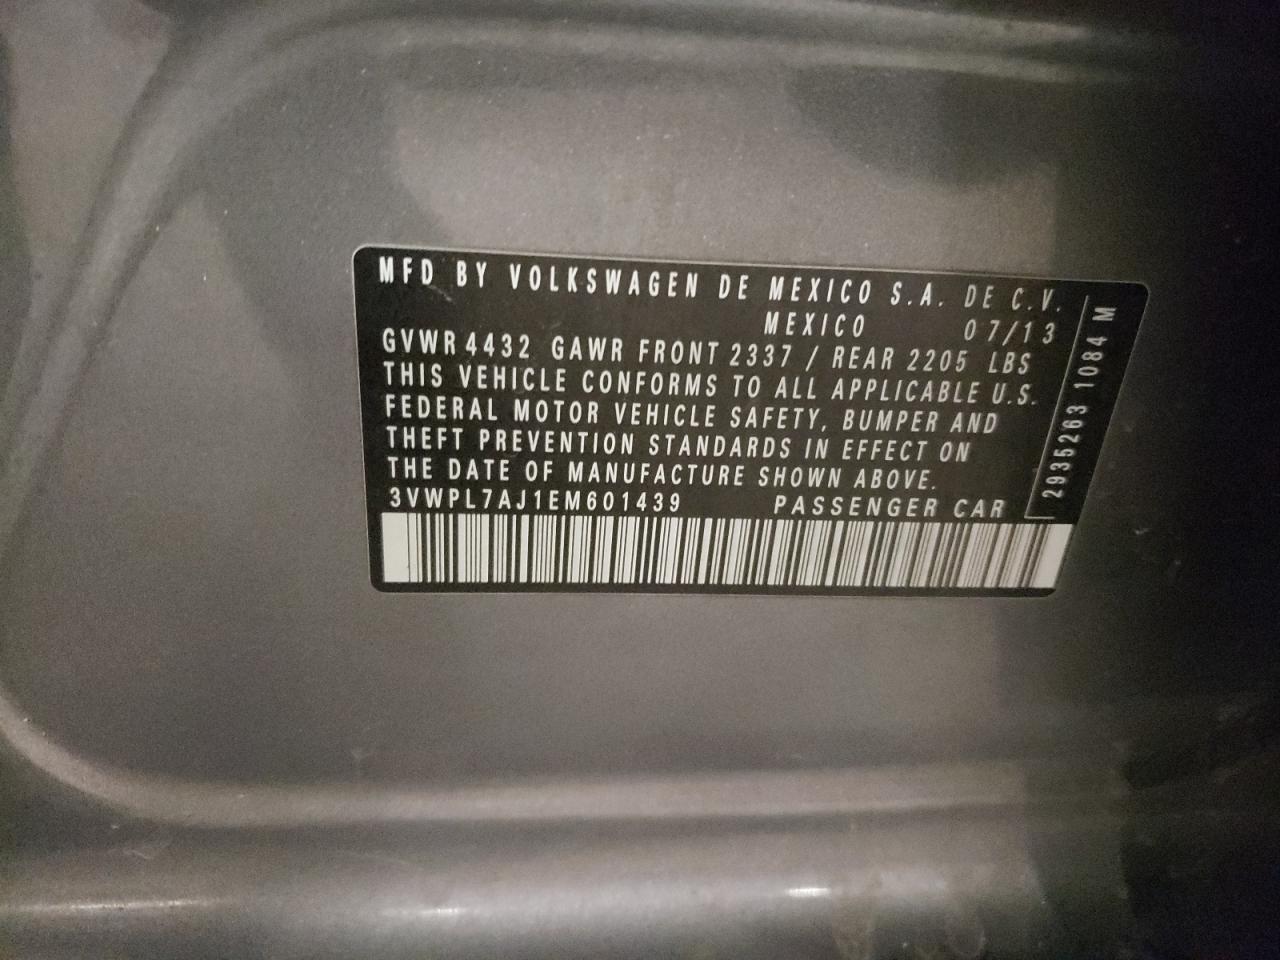 MFD BY VOLKSWAGEN DE MEXICO S.A. DE C.V.
MEXICO 07/13
GVWR 4432 GAWR FRONT 2337 / REAR 2205 LBS
THIS VEHICLE CONFORMS TO ALL APPLICABLE U.S.
FEDERAL MOTOR VEHICLE SAFETY, BUMPER AND
THEFT PREVENTION STANDARDS IN EFFECT ON
THE DATE OF MANUFACTURE SHOWN ABOVE.
3VWPL7AJ1EM601439 PASSENGER CAR
2935263 1084 M